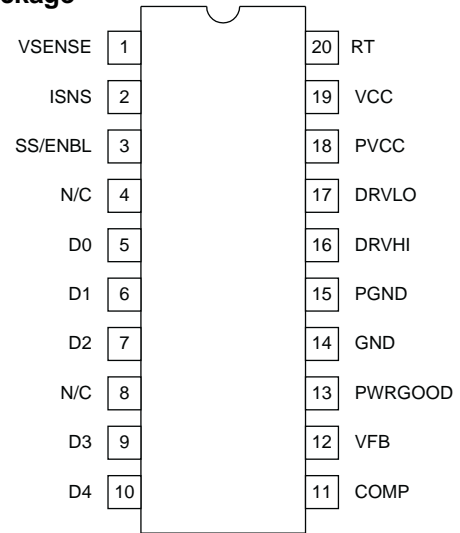 ckage
VSENSE 1 20 RT
ISNS 2 19 VCC
SS/ENBL 3 18 PVCC
N/C 4 17 DRVLO
D0 5 16 DRVHI
D1 6 15 PGND
D2 7 14 GND
N/C 8 13 PWRGOOD
D3 9 12 VFB
D4 10 11 COMP